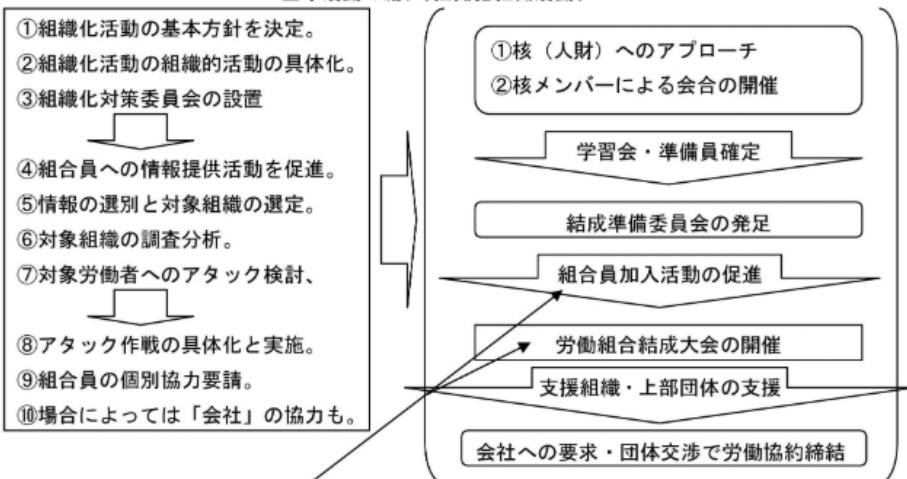 ①組織化活動の基本方針を決定。
②組織化活動の組織的活動の具体化。
③組織化対策委員会の設置
④組合員への情報提供活動を促進。
⑤情報の選別と対象組織の選定。
⑥対象組織の調査分析。
⑦対象労働者へのアタック検討、
⑧アタック作戦の具体化と実施。
⑨組合員の個別協力要請。
⑩場合によっては「会社」の協力も。
①核（人財）へのアプローチ
②核メンバーによる会合の開催
学習会・準備員確定
結成準備委員会の発足
組合員加入活動の促進
労働組合結成大会の開催
支援組織・上部団体の支援
会社への要求・団体交渉で労働協約締結